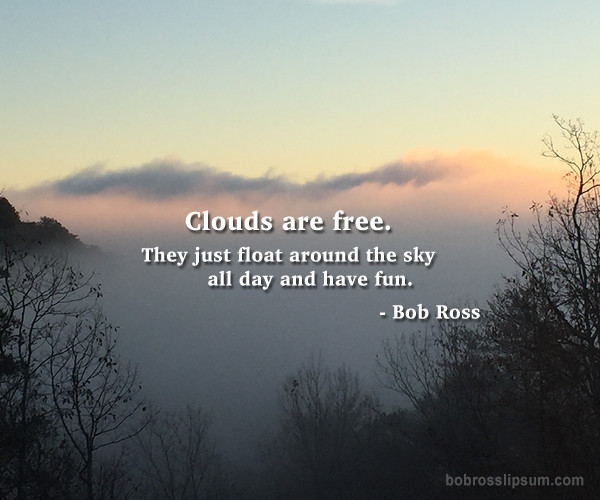 Clouds are free.
They just float around the sky
all day and have fun.
- Bob Ross
bobrosslipsum.com